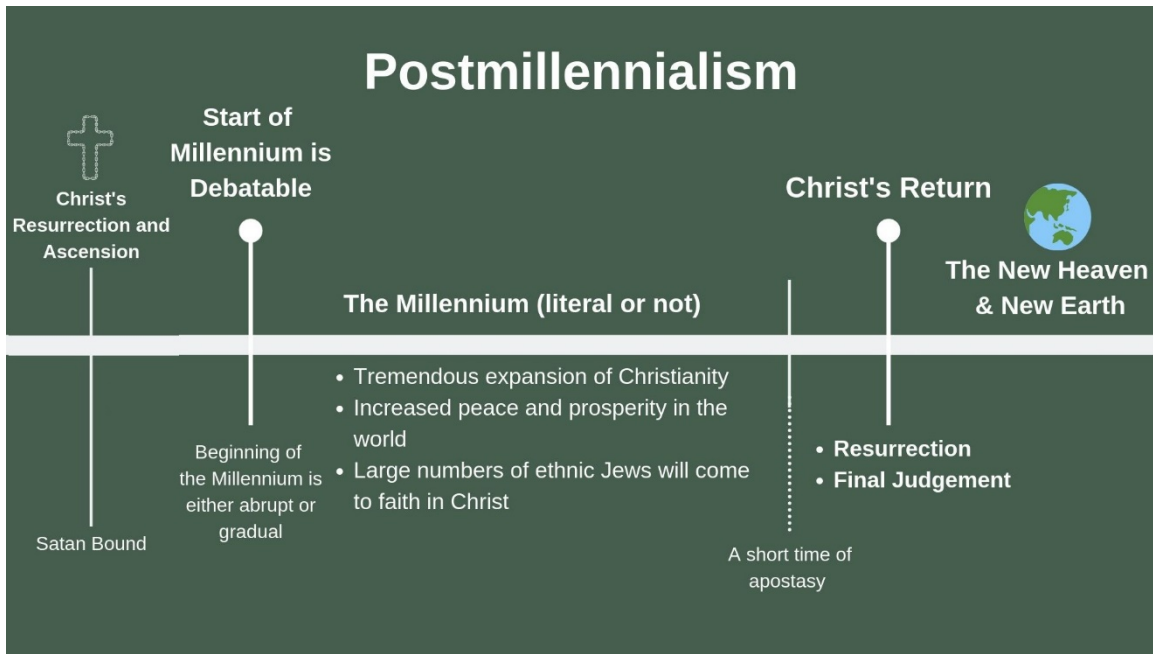 Postmillennialism
Christ's
Resurrection and
Ascension
Satan Bound
Start of
Millennium is
Debatable
Beginning of
the Millennium is
either abrupt or
gradual
The Millennium (literal or not)
• Tremendous expansion of Christianity
• Increased peace and prosperity in the
world
• Large numbers of ethnic Jews will come
to faith in Christ
A short time of
apostasy
Christ's Return
• Resurrection
• Final Judgement
The New Heaven
& New Earth